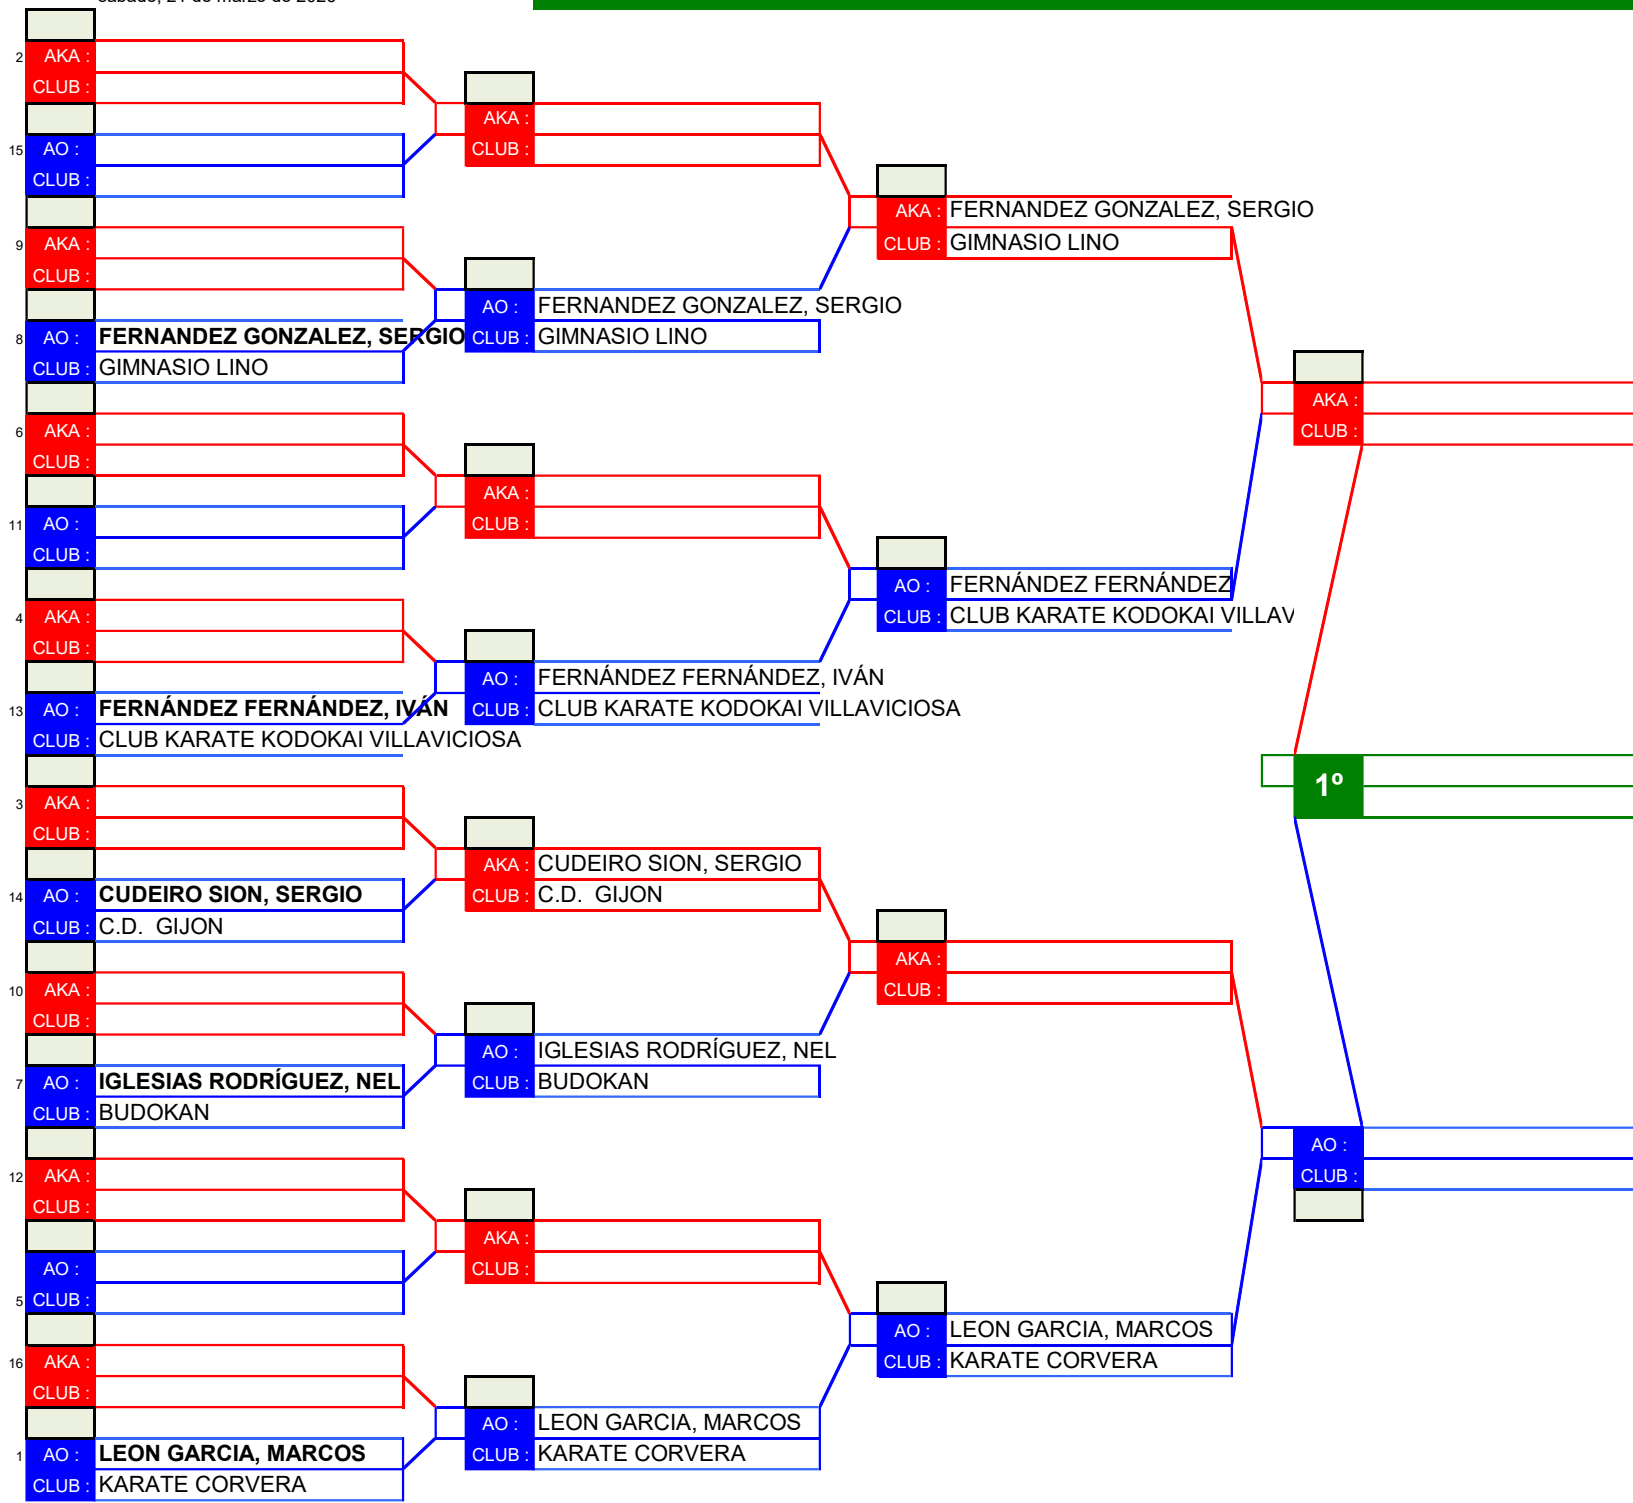 2 AKA :
CLUB :
15 AO :
CLUB :
9 AKA :
CLUB :
8 AO : FERNANDEZ GONZALEZ, SERGIO
CLUB : GIMNASIO LINO
6 AKA :
CLUB :
11 AO :
CLUB :
4 AKA :
CLUB :
13 AO : FERNÁNDEZ FERNÁNDEZ, IVÁN
CLUB : CLUB KARATE KODOKAI VILLAVICIOSA
3 AKA :
CLUB :
14 AO : CUDEIRO SION, SERGIO
CLUB : C.D. GIJON
10 AKA :
CLUB :
7 AO : IGLESIAS RODRÍGUEZ, NEL
CLUB : BUDOKAN
12 AKA :
CLUB :
AO :
5 CLUB :
16 AKA :
CLUB :
1 AO : LEON GARCIA, MARCOS
CLUB : KARATE CORVERA
AKA :
CLUB :
AO : FERNANDEZ GONZALEZ, SERGIO
CLUB : GIMNASIO LINO
AKA :
CLUB :
AO : FERNÁNDEZ FERNÁNDEZ, IVÁN
CLUB : CLUB KARATE KODOKAI VILLAVICIOSA
AKA : CUDEIRO SION, SERGIO
CLUB : C.D. GIJON
AO : IGLESIAS RODRÍGUEZ, NEL
CLUB : BUDOKAN
AKA :
CLUB :
AO : LEON GARCIA, MARCOS
CLUB : KARATE CORVERA
AKA : FERNANDEZ GONZALEZ, SERGIO
CLUB : GIMNASIO LINO
AO : FERNÁNDEZ FERNÁNDEZ
CLUB : CLUB KARATE KODOKAI VILLAV
AKA :
CLUB :
AO : LEON GARCIA, MARCOS
CLUB : KARATE CORVERA
AKA :
CLUB :
1º
AO :
CLUB :